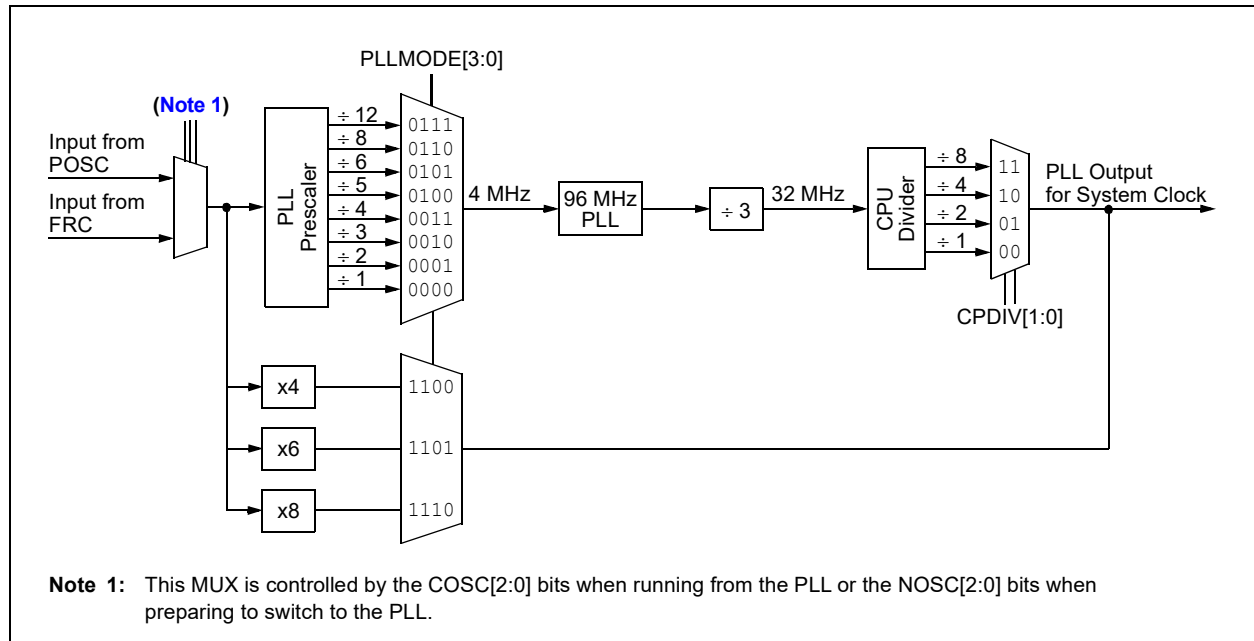 PLLMODE[3:0]
(Note 1)
Input from
POSC
Input from
FRC
PLL
Prescaler
÷ 12
÷ 8
÷ 6
÷ 5
÷ 4
÷ 3
÷ 2
÷ 1
0111
0110
0101
0100
0011
0010
0001
0000
4 MHz
96 MHz
PLL
÷ 3
32 MHz
CPU
Divider
÷ 8
÷ 4
÷ 2
÷ 1
11
10
01
00
CPDIV[1:0]
PLL Output
for System Clock
x4
x6
x8
1100
1101
1110
Note 1: This MUX is controlled by the COSC[2:0] bits when running from the PLL or the NOSC[2:0] bits when
preparing to switch to the PLL.